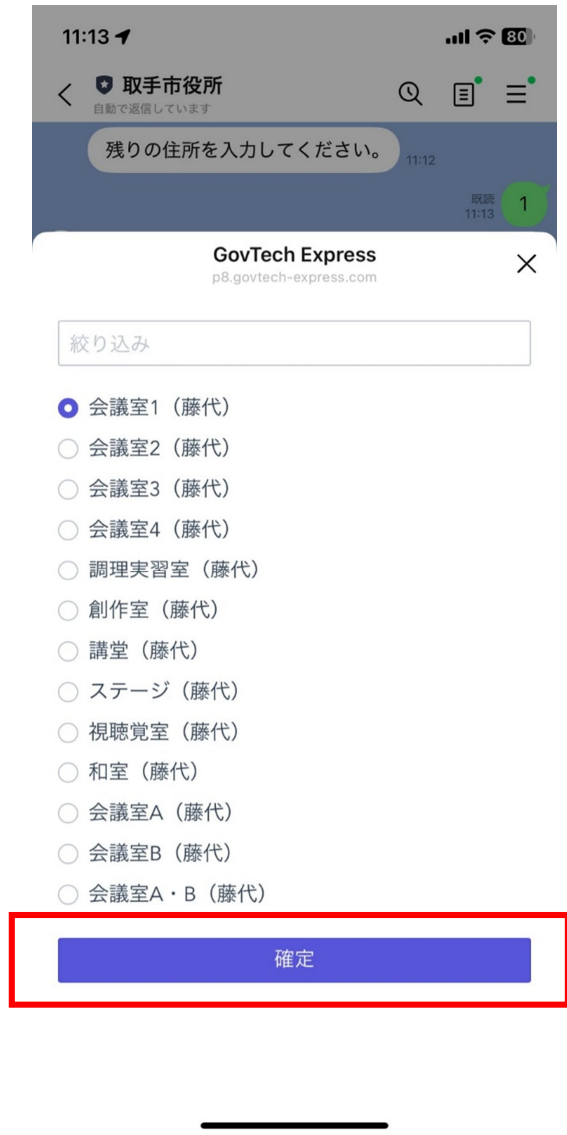 11:13
80
取手市役所
自動で返信しています
残りの住所を入力してください。
11:12
既読
11:13
1
GovTech Express
p8.govtech-express.com
絞り込み
会議室1（藤代）
会議室2（藤代）
会議室3（藤代）
会議室4（藤代）
調理実習室（藤代）
創作室（藤代）
講堂（藤代）
ステージ（藤代）
視聴覚室（藤代）
和室（藤代）
会議室A（藤代）
会議室B（藤代）
会議室A・B（藤代）
確定